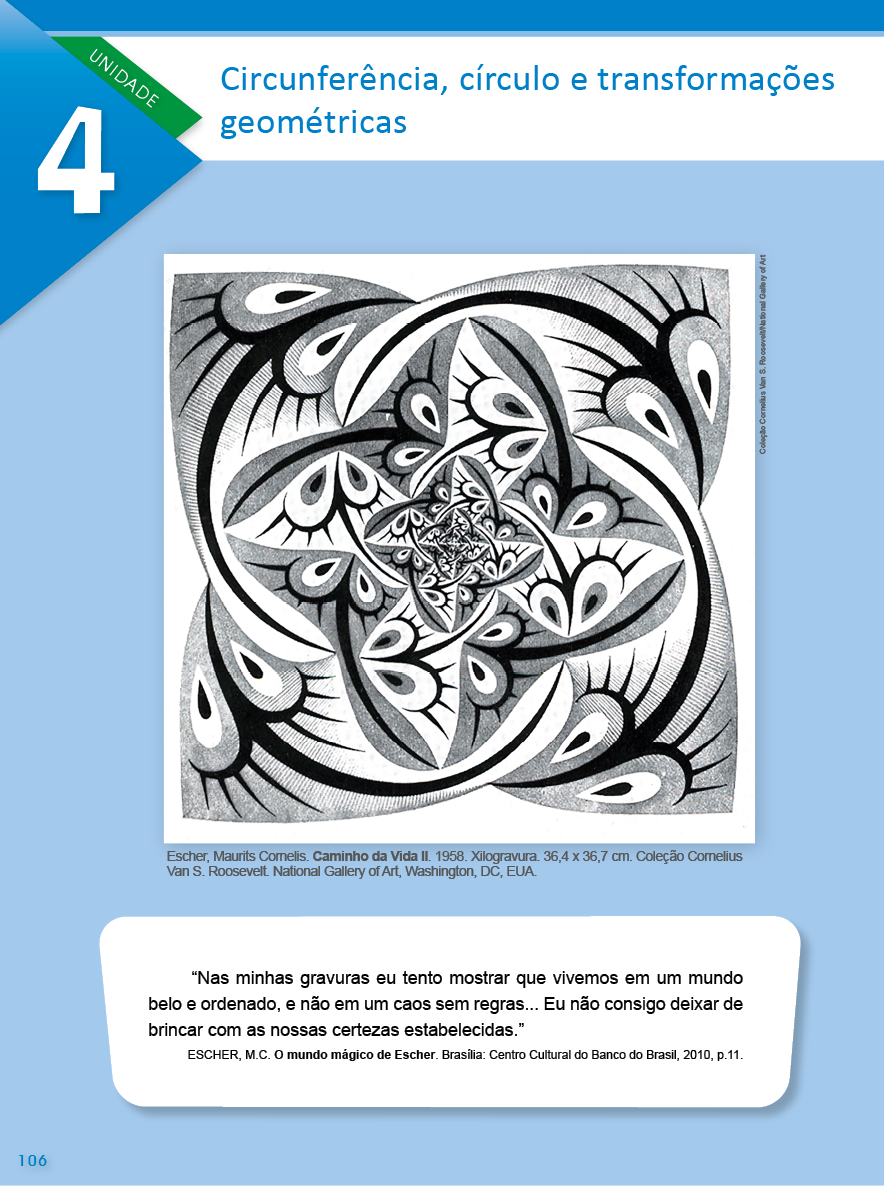 UNIDADE
4
Circunferência, círculo e transformações
geométricas
Coleção Cornelius Van S. Roosevelt/National Gallery of Art
Escher, Maurits Cornelis. Caminho da Vida II. 1958. Xilogravura. 36,4 x 36,7 cm. Coleção Cornelius
Van S. Roosevelt. National Gallery of Art, Washington, DC, EUA.
“Nas minhas gravuras eu tento mostrar que vivemos em um mundo
belo e ordenado, e não em um caos sem regras... Eu não consigo deixar de
brincar com as nossas certezas estabelecidas.”
ESCHER, M.C. O mundo mágico de Escher. Brasília: Centro Cultural do Banco do Brasil, 2010, p.11.
106